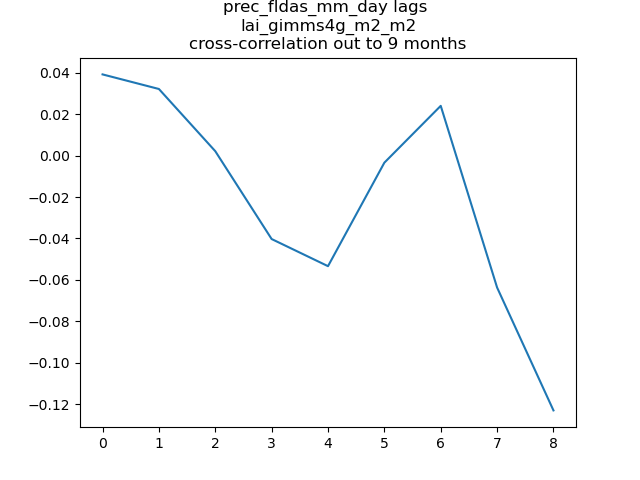 prec_fldas_mm_day lags
lai_gimms4g_m2_m2
cross-correlation out to 9 months
0.04
0.02
0.00
−0.02
−0.04
−0.06
−0.08
−0.10
−0.12
0 1 2 3 4 5 6 7 8